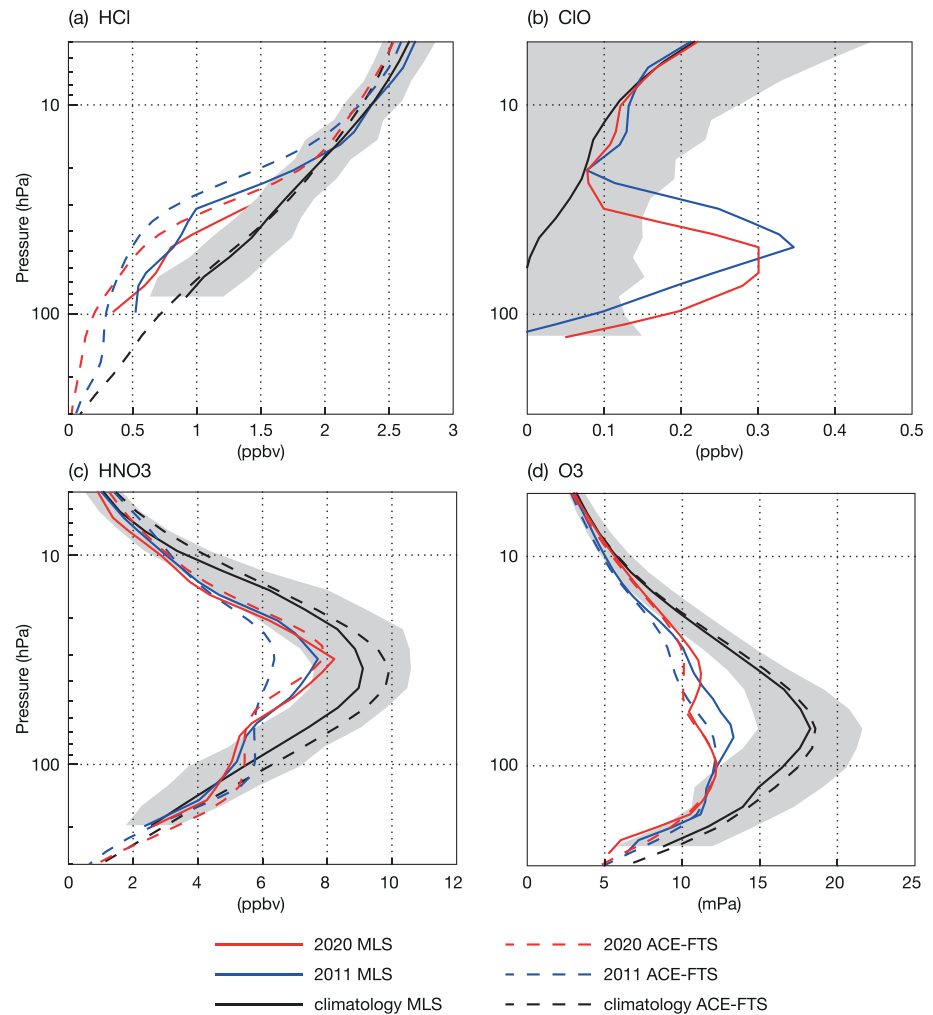 (a) HCl
(b) ClO
10
100
Pressure (hPa)
0 0.5 1 1.5 2 2.5 3
(ppbv)
10
100
0 0.1 0.2 0.3 0.4 0.5
(ppbv)
(c) HNO3
(d) O3
10
100
Pressure (hPa)
0 2 4 6 8 10 12
(ppbv)
10
100
0 5 10 15 20 25
(mPa)
2020 MLS
2020 ACE-FTS
2011 MLS
2011 ACE-FTS
climatology MLS
climatology ACE-FTS